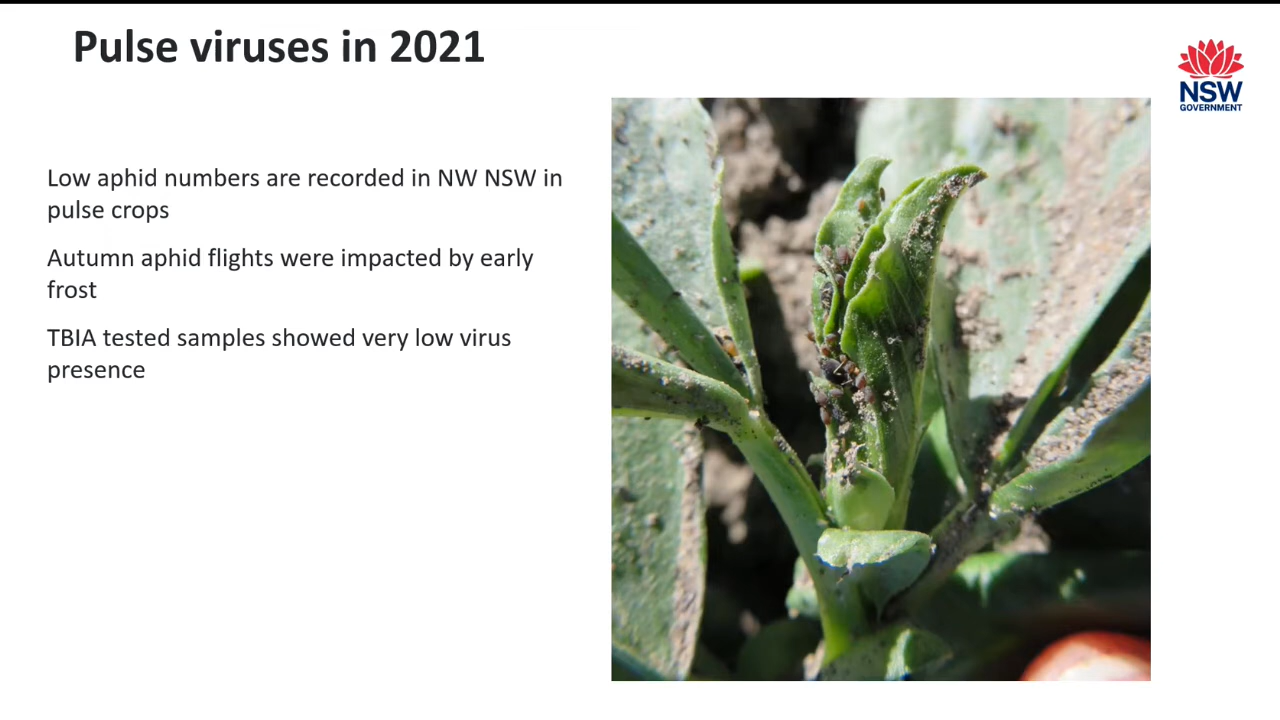 Pulse viruses in 2021
NSW
GOVERNMENT
Low aphid numbers are recorded in NW NSW in
pulse crops
Autumn aphid flights were impacted by early
frost
TBIA tested samples showed very low virus
presence